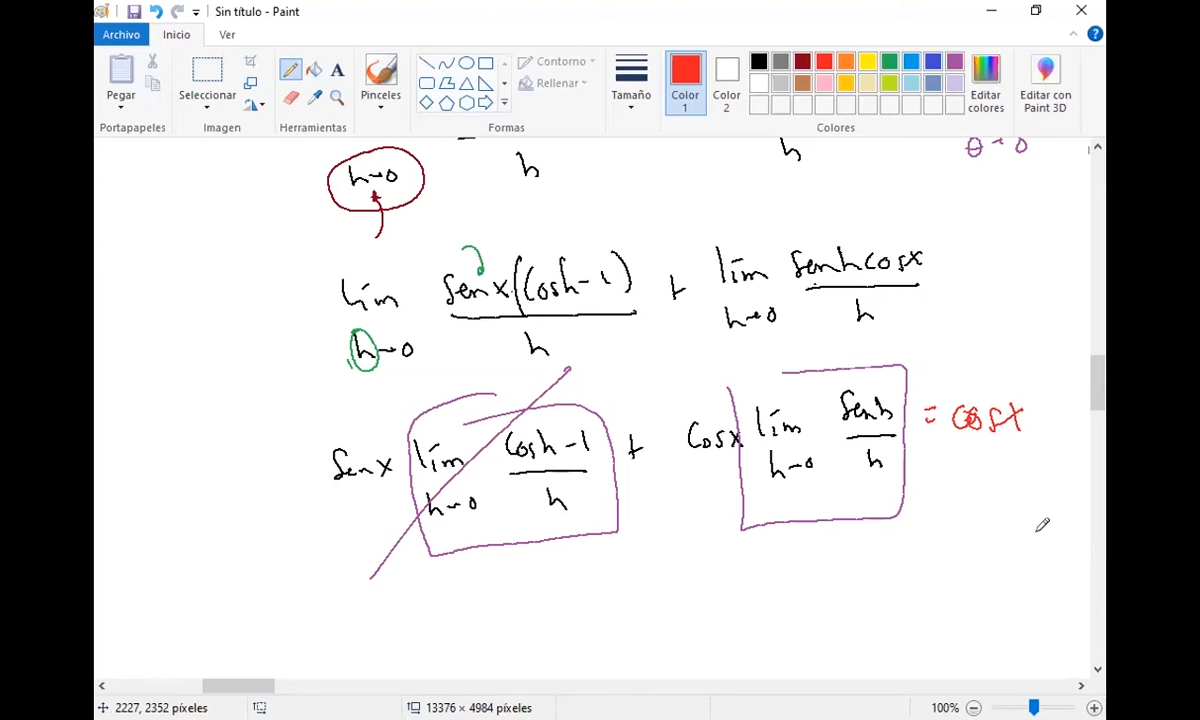 Sin título - Paint
Archivo Inicio Ver
Pegar
Seleccionar
A
Pinceles
Contorno
Rellenar
Tamaño
Color 1
Color 2
Editar colores
Editar con Paint 3D
Portapapeles Imagen Herramientas Formas Colores
h→0 h h θ→0
lím senx(Cosh-1) + lím senhcosx
h→0 h h→0 h
Senx lím Cosh-1 + Cosx lím Senh = Cosx
h→0 h h→0 h
2227, 2352 píxeles 13376 × 4984 píxeles 100%